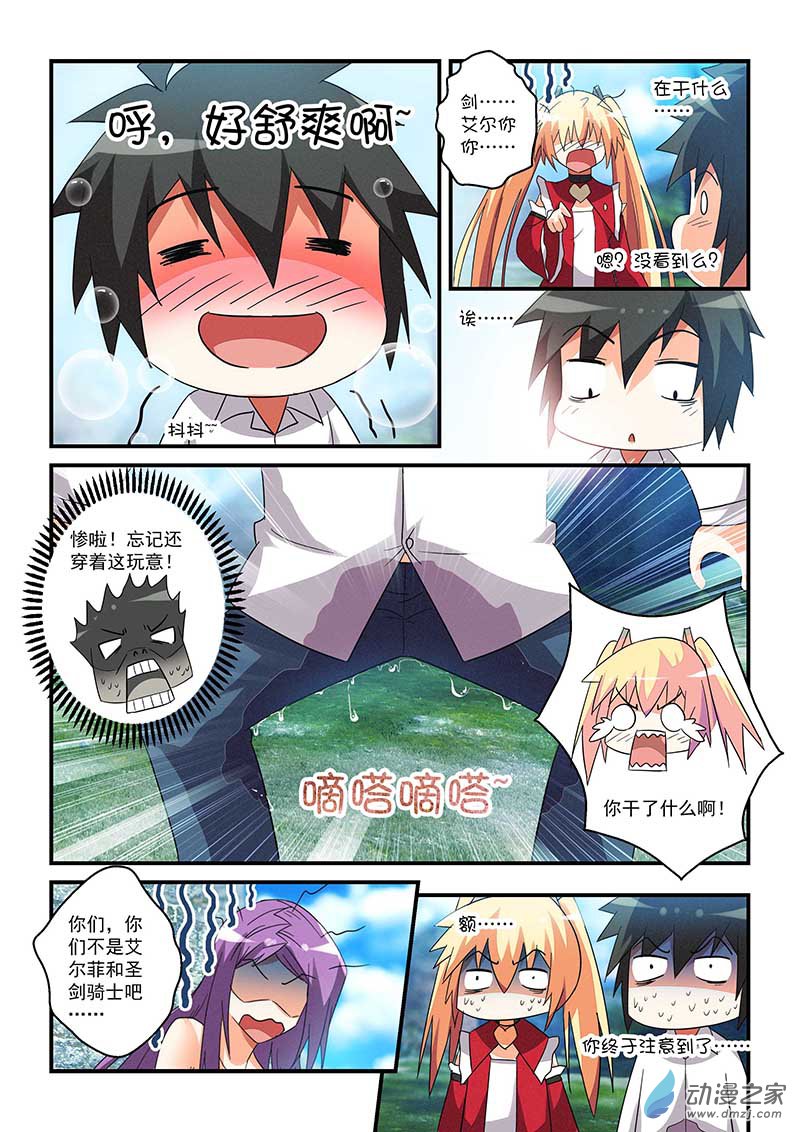 呼，好舒爽啊~
抖抖~~
剑……
艾尔你
你……
在干什么
……
嗯？没看到么？
诶……
惨啦！忘记还
穿着这玩意！
嘀嗒嘀嗒~
你干了什么啊！
你们，你
们不是艾
尔菲和圣
剑骑士吧
……
额……
你终于注意到了……
动漫之家
www.dmzj.com